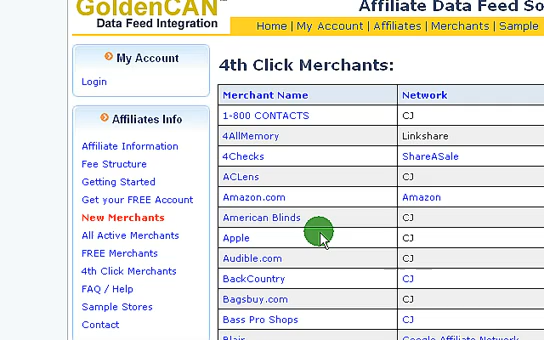 GoldenCAN™
Data Feed Integration
Affiliate Data Feed So
Home | My Account | Affiliates | Merchants | Sample
My Account
Login
Affiliates Info
Affiliate Information
Fee Structure
Getting Started
Get your FREE Account
New Merchants
All Active Merchants
FREE Merchants
4th Click Merchants
FAQ / Help
Sample Stores
Contact
4th Click Merchants:
Merchant Name Network
1-800 CONTACTS CJ
4AllMemory Linkshare
4Checks ShareASale
ACLens CJ
Amazon.com Amazon
American Blinds CJ
Apple CJ
Audible.com CJ
BackCountry CJ
Bagsbuy.com CJ
Bass Pro Shops CJ
Blair Google Affiliate Network